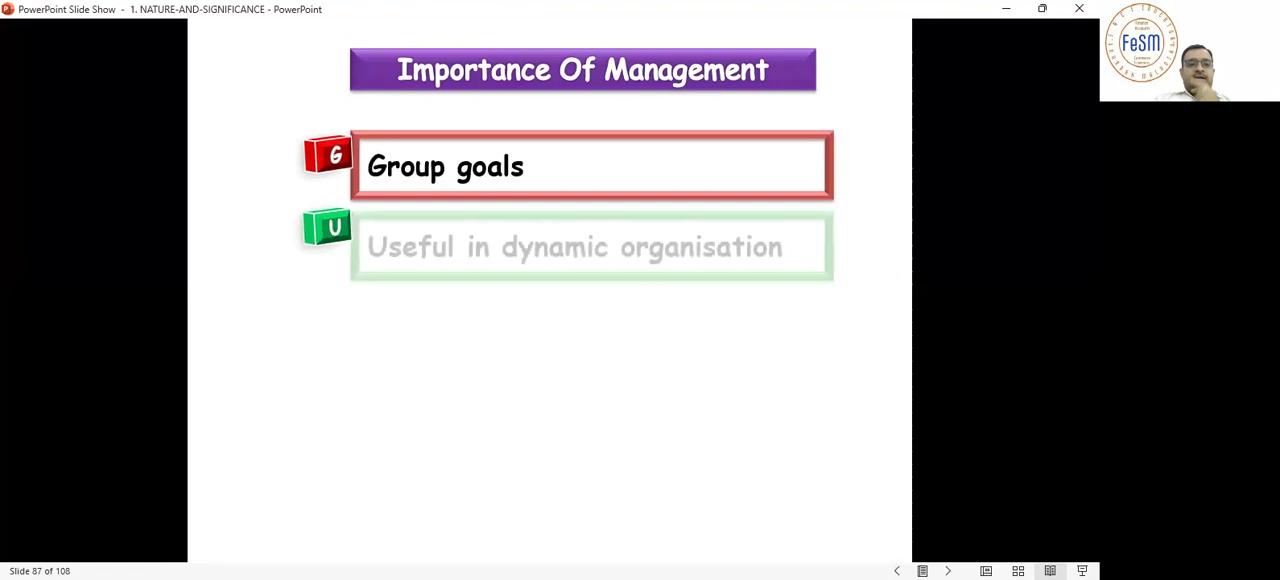 PowerPoint Slide Show - 1. NATURE-AND-SIGNIFICANCE - PowerPoint
FeSM
Importance Of Management
G
Group goals
U
Useful in dynamic organisation
Slide 87 of 108